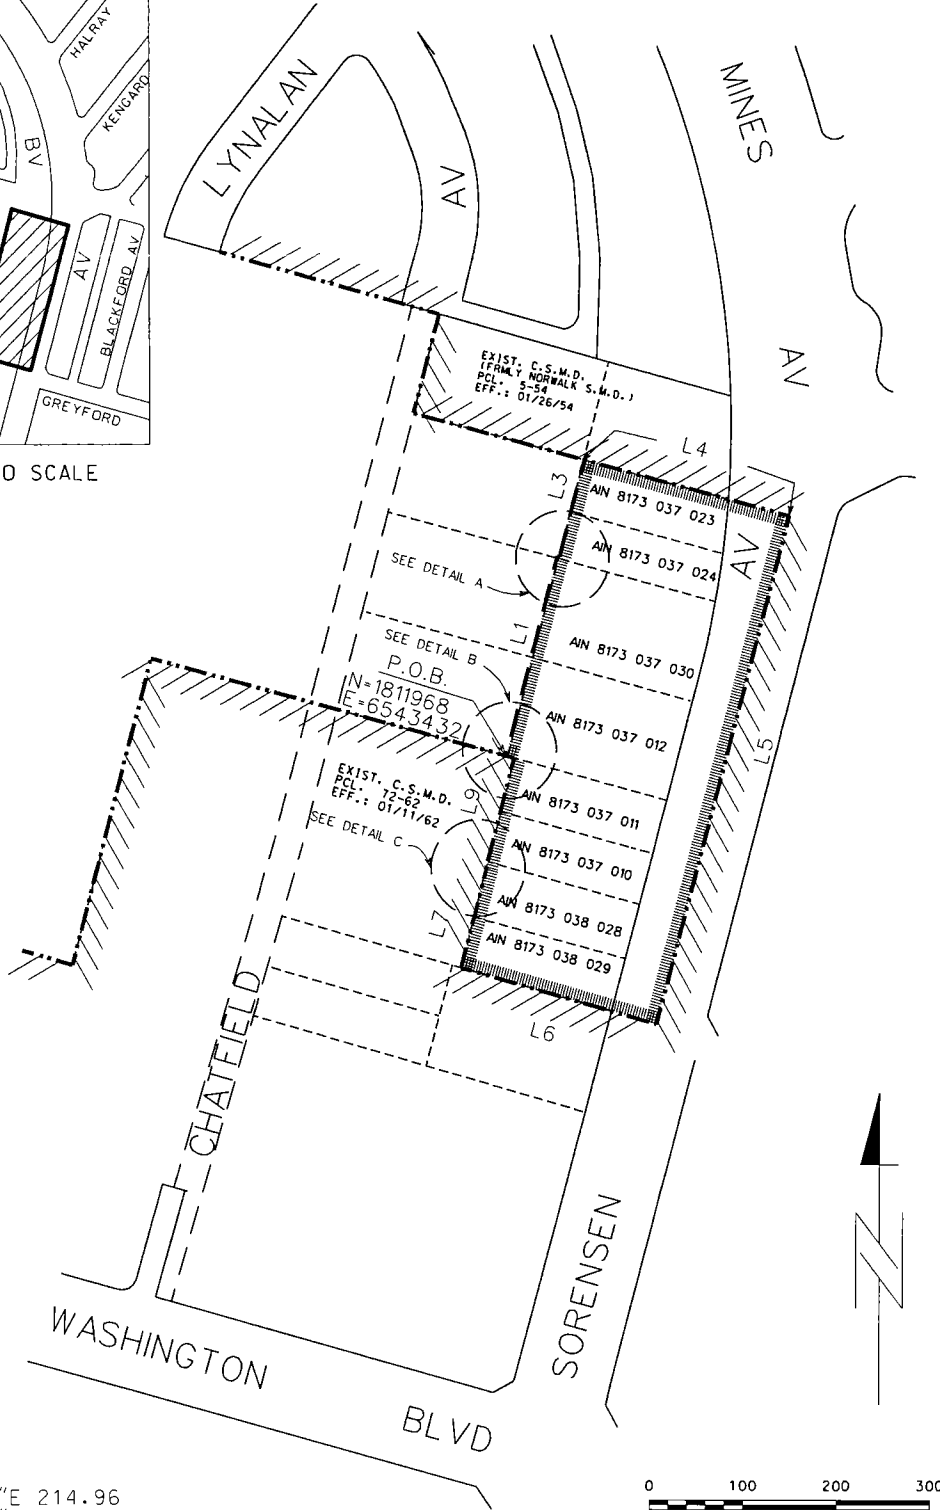 HALRAY
KENGARD
BV
AV
BLACKFORD AV
GREYFORD
O SCALE
LYNALAN
AV
MINES
AV
EXIST. C.S.M.D.
(FRMLY NORWALK S.M.D.)
PCL. 5-54
EFF.: 01/26/54
L4
L3
AIN 8173 037 023
AIN 8173 037 024
AV
SEE DETAIL A
L1
AIN 8173 037 030
SEE DETAIL B
P.O.B.
N=1811968
E=6543432
AIN 8173 037 012
L5
EXIST. C.S.M.D.
PCL. 72-62
EFF.: 01/11/62
L9
AIN 8173 037 011
SEE DETAIL C
AIN 8173 037 010
L7
AIN 8173 038 028
AIN 8173 038 029
L6
CHATFIELD
SORENSEN
WASHINGTON
BLVD
"E 214.96
0 100 200 300